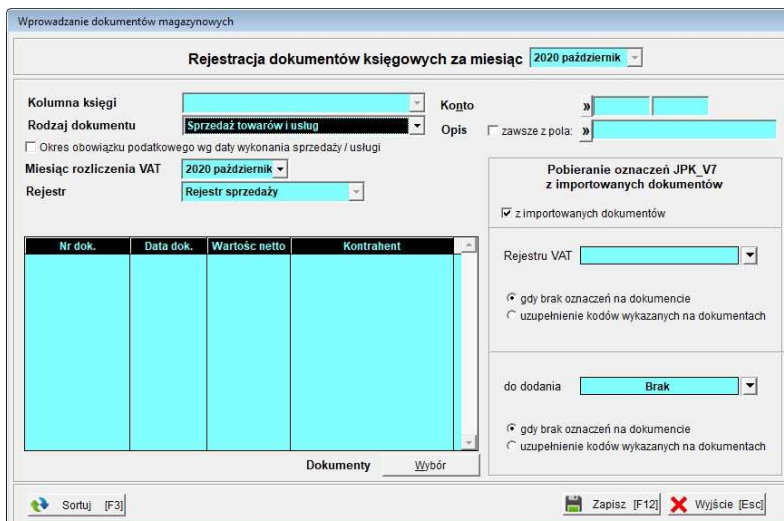 Wprowadzanie dokumentów magazynowych
Rejestracja dokumentów księgowych za miesiąc 2020 październik
Kolumna księgi
Konto »
Rodzaj dokumentu Sprzedaż towarów i usług
Opis zawsze z pola: »
Okres obowiązku podatkowego wg daty wykonania sprzedaży / usługi
Miesiąc rozliczenia VAT 2020 październik
Rejestr Rejestr sprzedaży
Pobieranie oznaczeń JPK_V7
z importowanych dokumentów
z importowanych dokumentów
Nr dok. Data dok. Wartośc netto Kontrahent
Rejestru VAT
gdy brak oznaczeń na dokumencie
uzupełnienie kodów wykazanych na dokumentach
do dodania Brak
gdy brak oznaczeń na dokumencie
uzupełnienie kodów wykazanych na dokumentach
Dokumenty Wybór
Sortuj [F3]
Zapisz [F12]
Wyjście [Esc]